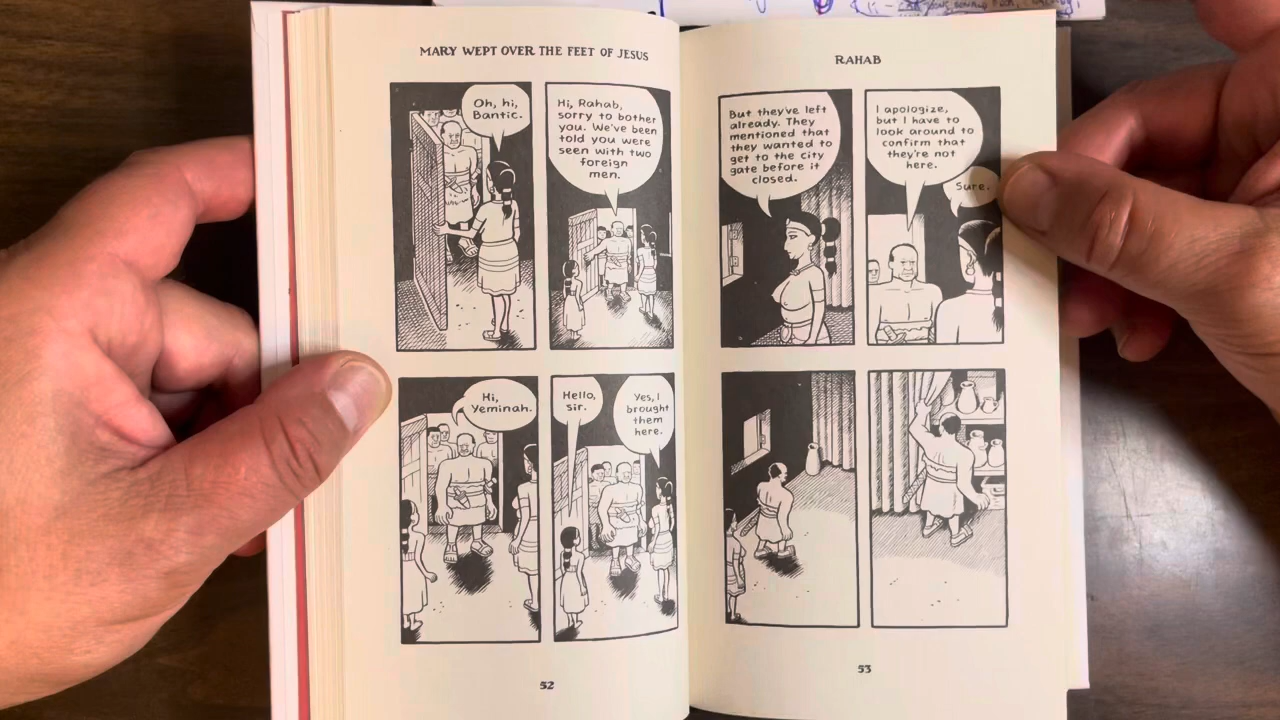 MARY WEPT OVER THE FEET OF JESUS
Oh, hi,
Bantic.
Hi, Rahab,
sorry to bother
you. We've been
told you were
seen with two
foreign
men.
Hi,
Yeminah.
Hello,
sir.
Yes, I
brought
them
here.
52
RAHAB
But they've left
already. They
mentioned that
they wanted to
get to the city
gate before it
closed.
I apologize,
but I have to
look around to
confirm that
they're not
here.
Sure.
53